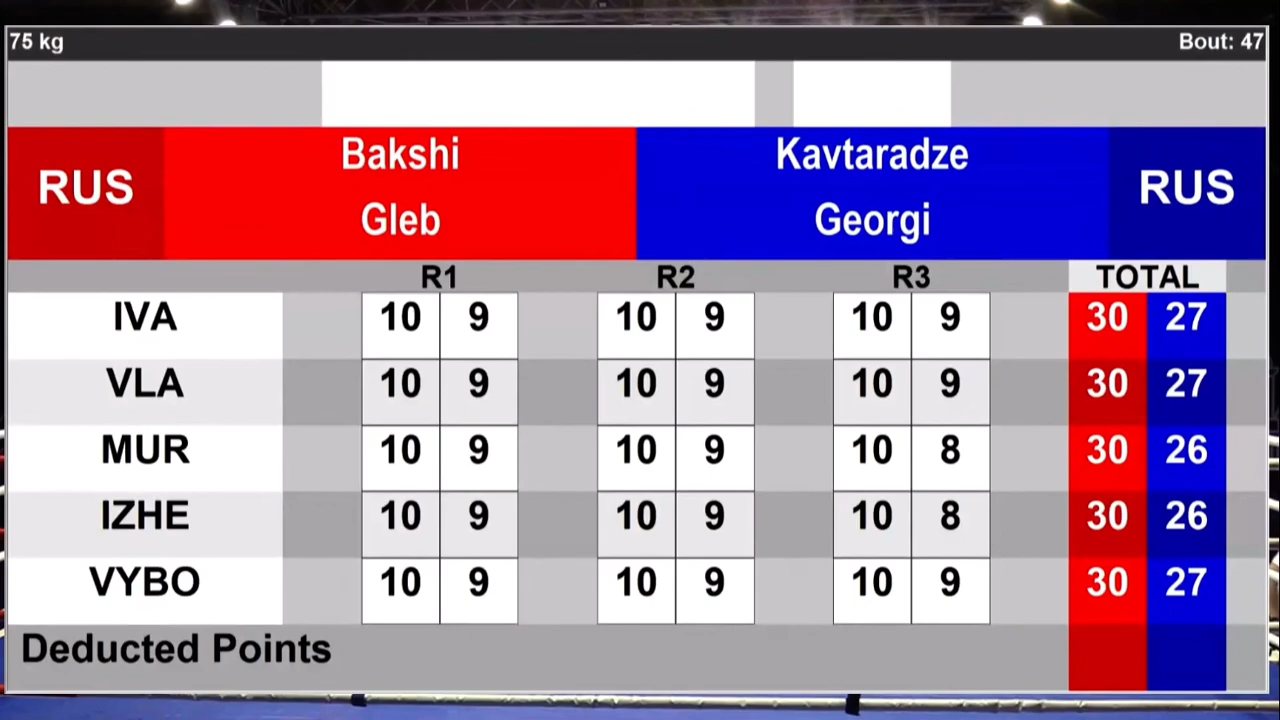 75 kg Bout: 47
RUS Bakshi Gleb Kavtaradze Georgi RUS
R1 R2 R3 TOTAL
IVA 10 9 10 9 10 9 30 27
VLA 10 9 10 9 10 9 30 27
MUR 10 9 10 9 10 8 30 26
IZHE 10 9 10 9 10 8 30 26
VYBO 10 9 10 9 10 9 30 27
Deducted Points